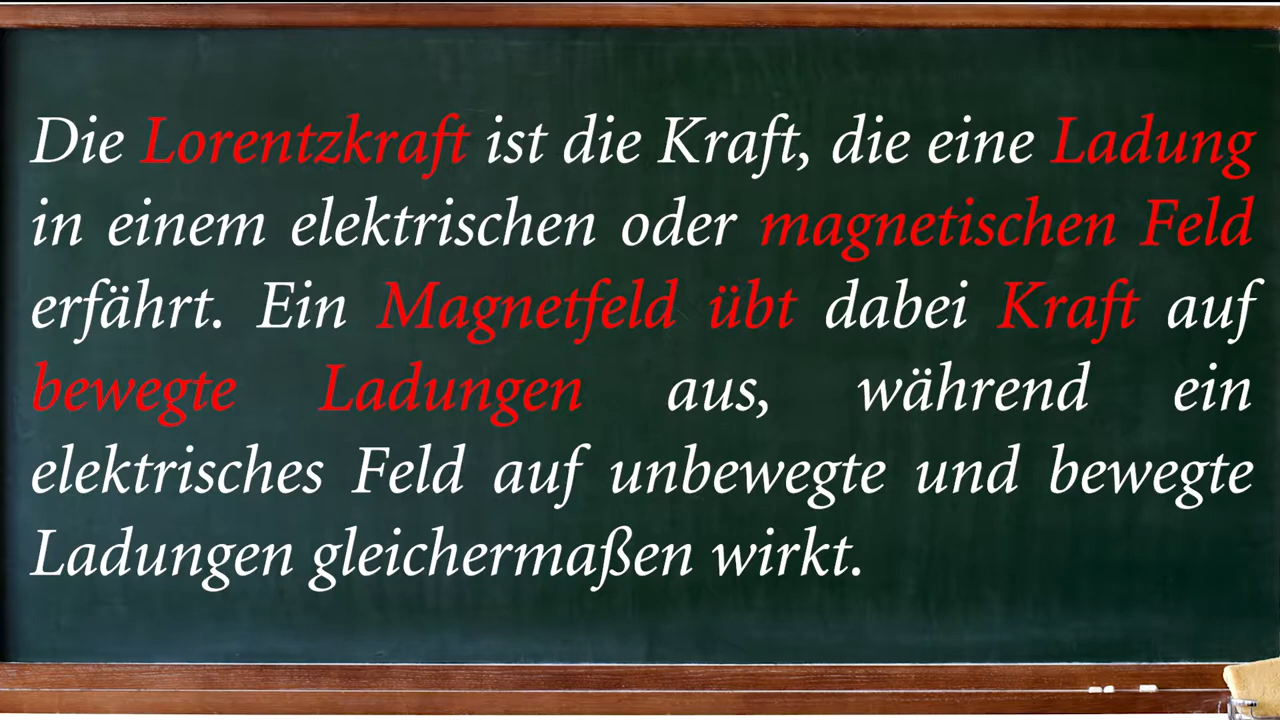 Die Lorentzkraft ist die Kraft, die eine Ladung
in einem elektrischen oder magnetischen Feld
erfährt. Ein Magnetfeld übt dabei Kraft auf
bewegte Ladungen aus, während ein
elektrisches Feld auf unbewegte und bewegte
Ladungen gleichermaßen wirkt.